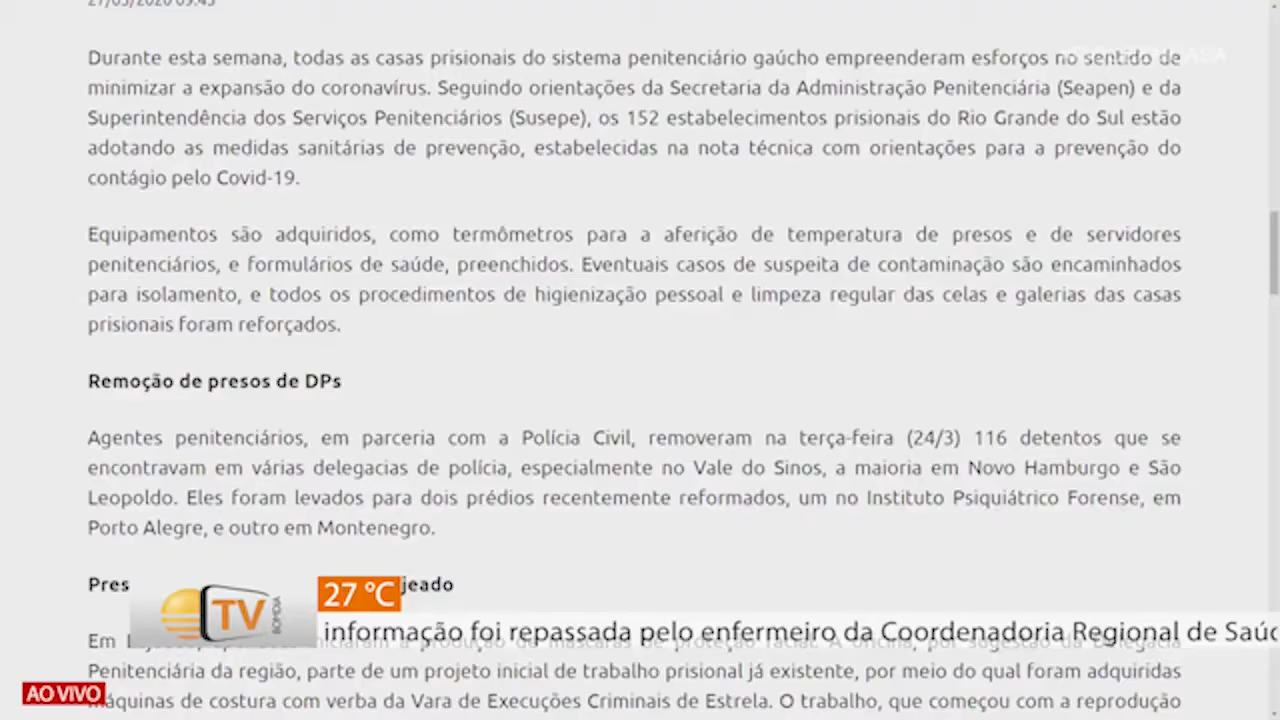 27/03/2020 09:43
Durante esta semana, todas as casas prisionais do sistema penitenciário gaúcho empreenderam esforços no sentido de
minimizar a expansão do coronavírus. Seguindo orientações da Secretaria da Administração Penitenciária (Seapen) e da
Superintendência dos Serviços Penitenciários (Susepe), os 152 estabelecimentos prisionais do Rio Grande do Sul estão
adotando as medidas sanitárias de prevenção, estabelecidas na nota técnica com orientações para a prevenção do
contágio pelo Covid-19.
Equipamentos são adquiridos, como termômetros para a aferição de temperatura de presos e de servidores
penitenciários, e formulários de saúde, preenchidos. Eventuais casos de suspeita de contaminação são encaminhados
para isolamento, e todos os procedimentos de higienização pessoal e limpeza regular das celas e galerias das casas
prisionais foram reforçados.
Remoção de presos de DPs
Agentes penitenciários, em parceria com a Polícia Civil, removeram na terça-feira (24/3) 116 detentos que se
encontravam em várias delegacias de polícia, especialmente no Vale do Sinos, a maioria em Novo Hamburgo e São
Leopoldo. Eles foram levados para dois prédios recentemente reformados, um no Instituto Psiquiátrico Forense, em
Porto Alegre, e outro em Montenegro.
Pres jeado
TV
27 °C
informação foi repassada pelo enfermeiro da Coordenadoria Regional de Saúc
Em
Penitenciária da região, parte de um projeto inicial de trabalho prisional já existente, por meio do qual foram adquiridas
máquinas de costura com verba da Vara de Execuções Criminais de Estrela. O trabalho, que começou com a reprodução
AO VIVO